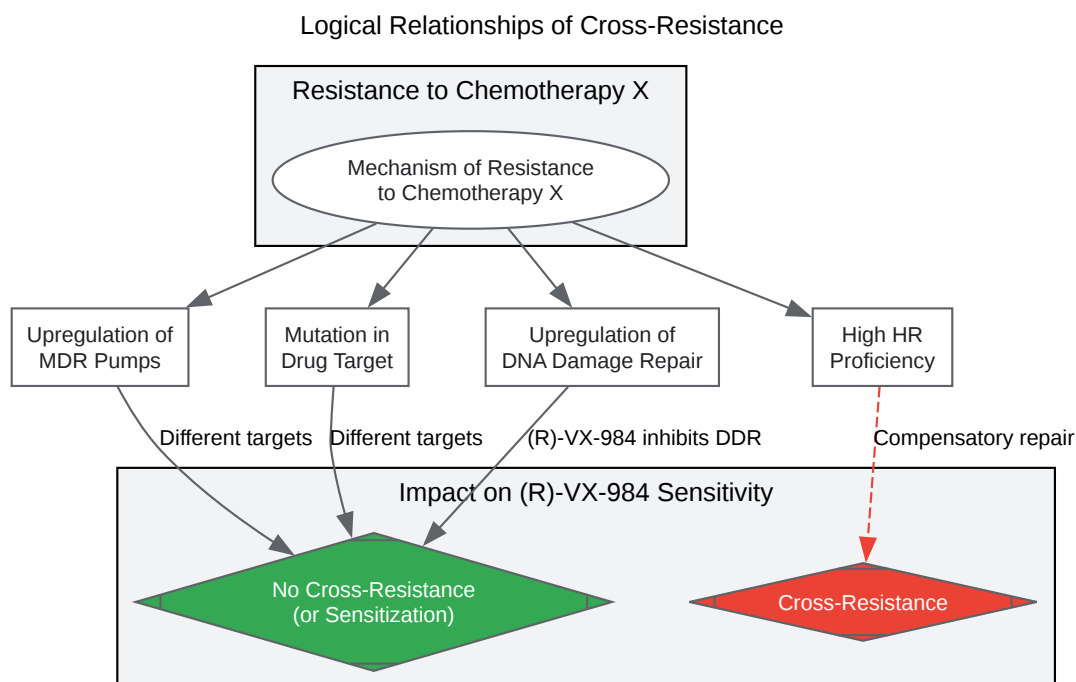 Logical Relationships of Cross-Resistance
Resistance to Chemotherapy X
Mechanism of Resistance
to Chemotherapy X
Upregulation of
MDR Pumps
Mutation in
Drug Target
Upregulation of
DNA Damage Repair
High HR
Proficiency
Different targets
Different targets
(R)-VX-984 inhibits DDR
Compensatory repair
Impact on (R)-VX-984 Sensitivity
No Cross-Resistance
(or Sensitization)
Cross-Resistance